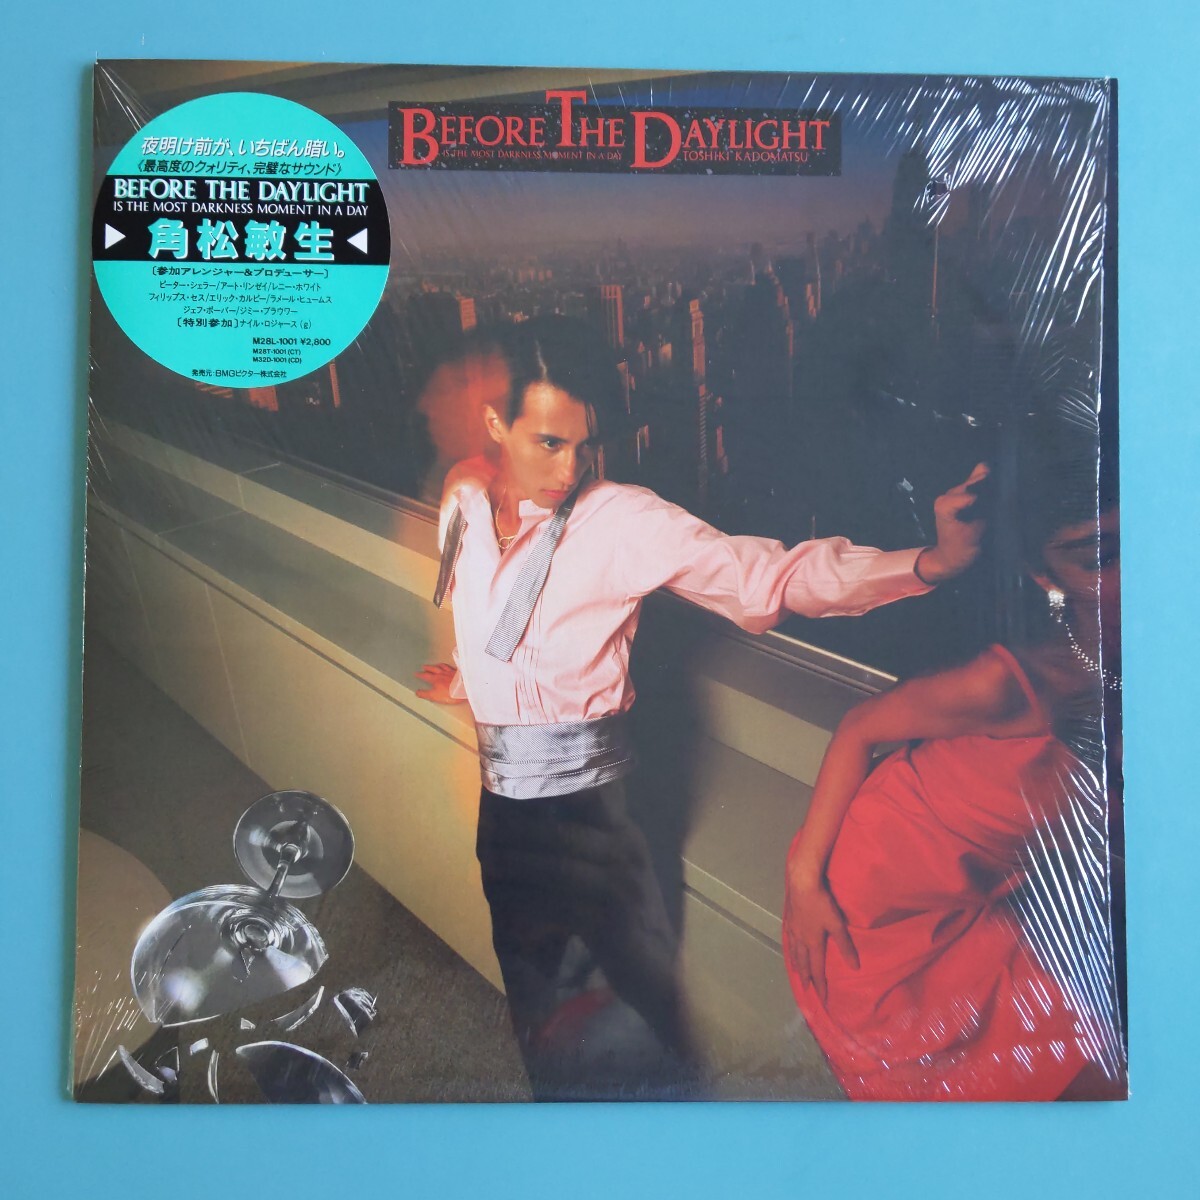 夜明け前が、いちばん暗い。
〈最高度のクォリティ、完璧なサウンド〉
BEFORE THE DAYLIGHT
IS THE MOST DARKNESS MOMENT IN A DAY
角松敏生
〔参加アレンジャー&プロデューサー〕
ピーター・シェラー/アート・リンゼイ/レニー・ホワイト
フィリップス・セス/エリック・カルビー/ラメール・ヒュームス
ジェフ・ボーバー/ジミー・ブラウワー
〔特別参加〕ナイル・ロジャース(g)
M28L-1001 ¥2,800
M28T-1001(CT)
M32D-1001(CD)
発売元:BMGビクター株式会社
BEFORE THE DAYLIGHT
IS THE MOST DARKNESS MOMENT IN A DAY
TOSHIKI KADOMATSU